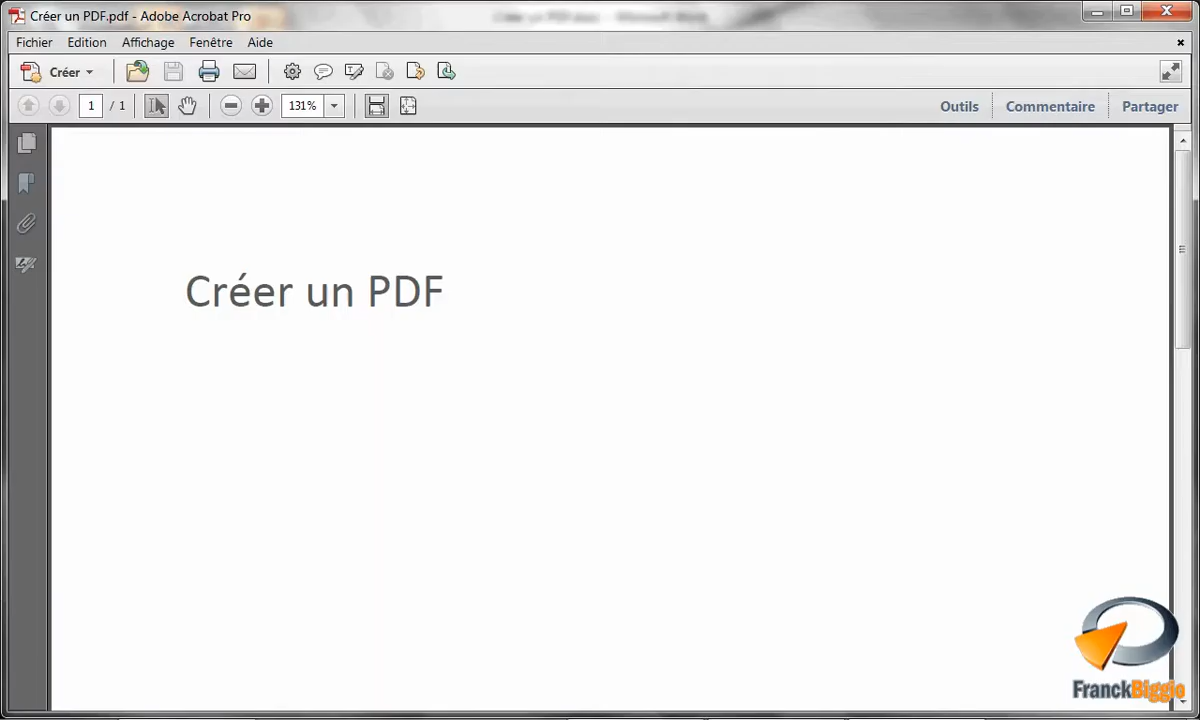 Créer un PDF.pdf - Adobe Acrobat Pro
Fichier Edition Affichage Fenêtre Aide
Créer
1 / 1 131% Outils Commentaire Partager
Créer un PDF
FranckBiggio